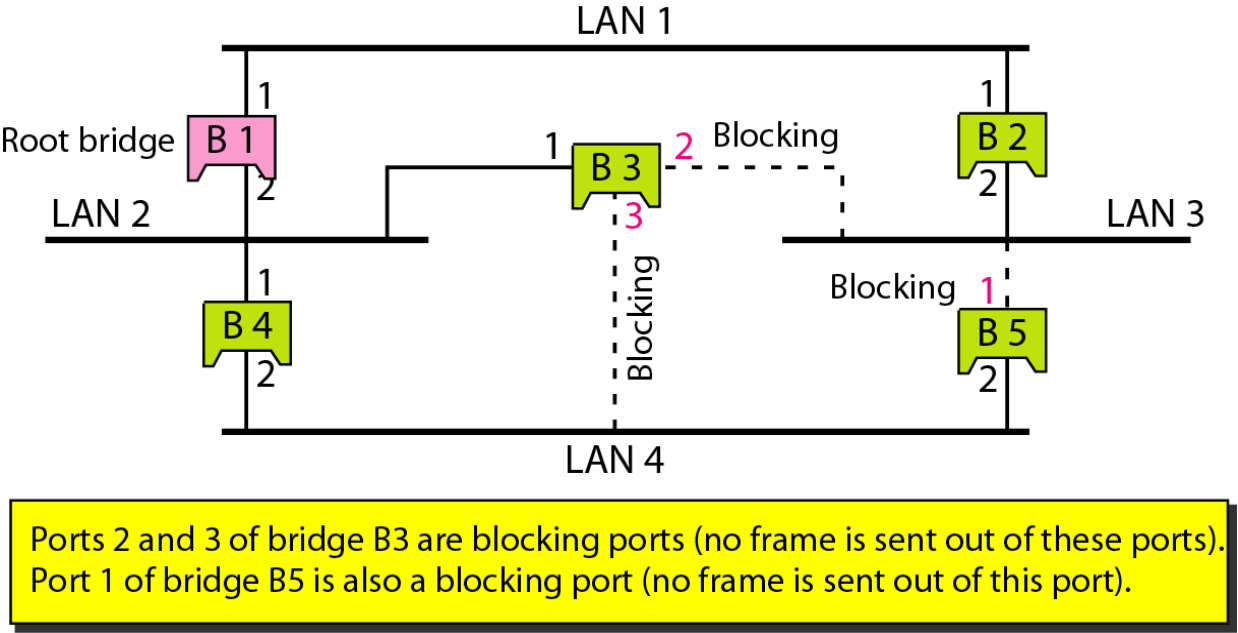 LAN 1
1
1
Root bridge
B 1
1
B 3
2
Blocking
B 2
2
2
LAN 2
3
LAN 3
1
Blocking
Blocking
1
B 4
B 5
2
2
LAN 4
Ports 2 and 3 of bridge B3 are blocking ports (no frame is sent out of these ports).
Port 1 of bridge B5 is also a blocking port (no frame is sent out of this port).